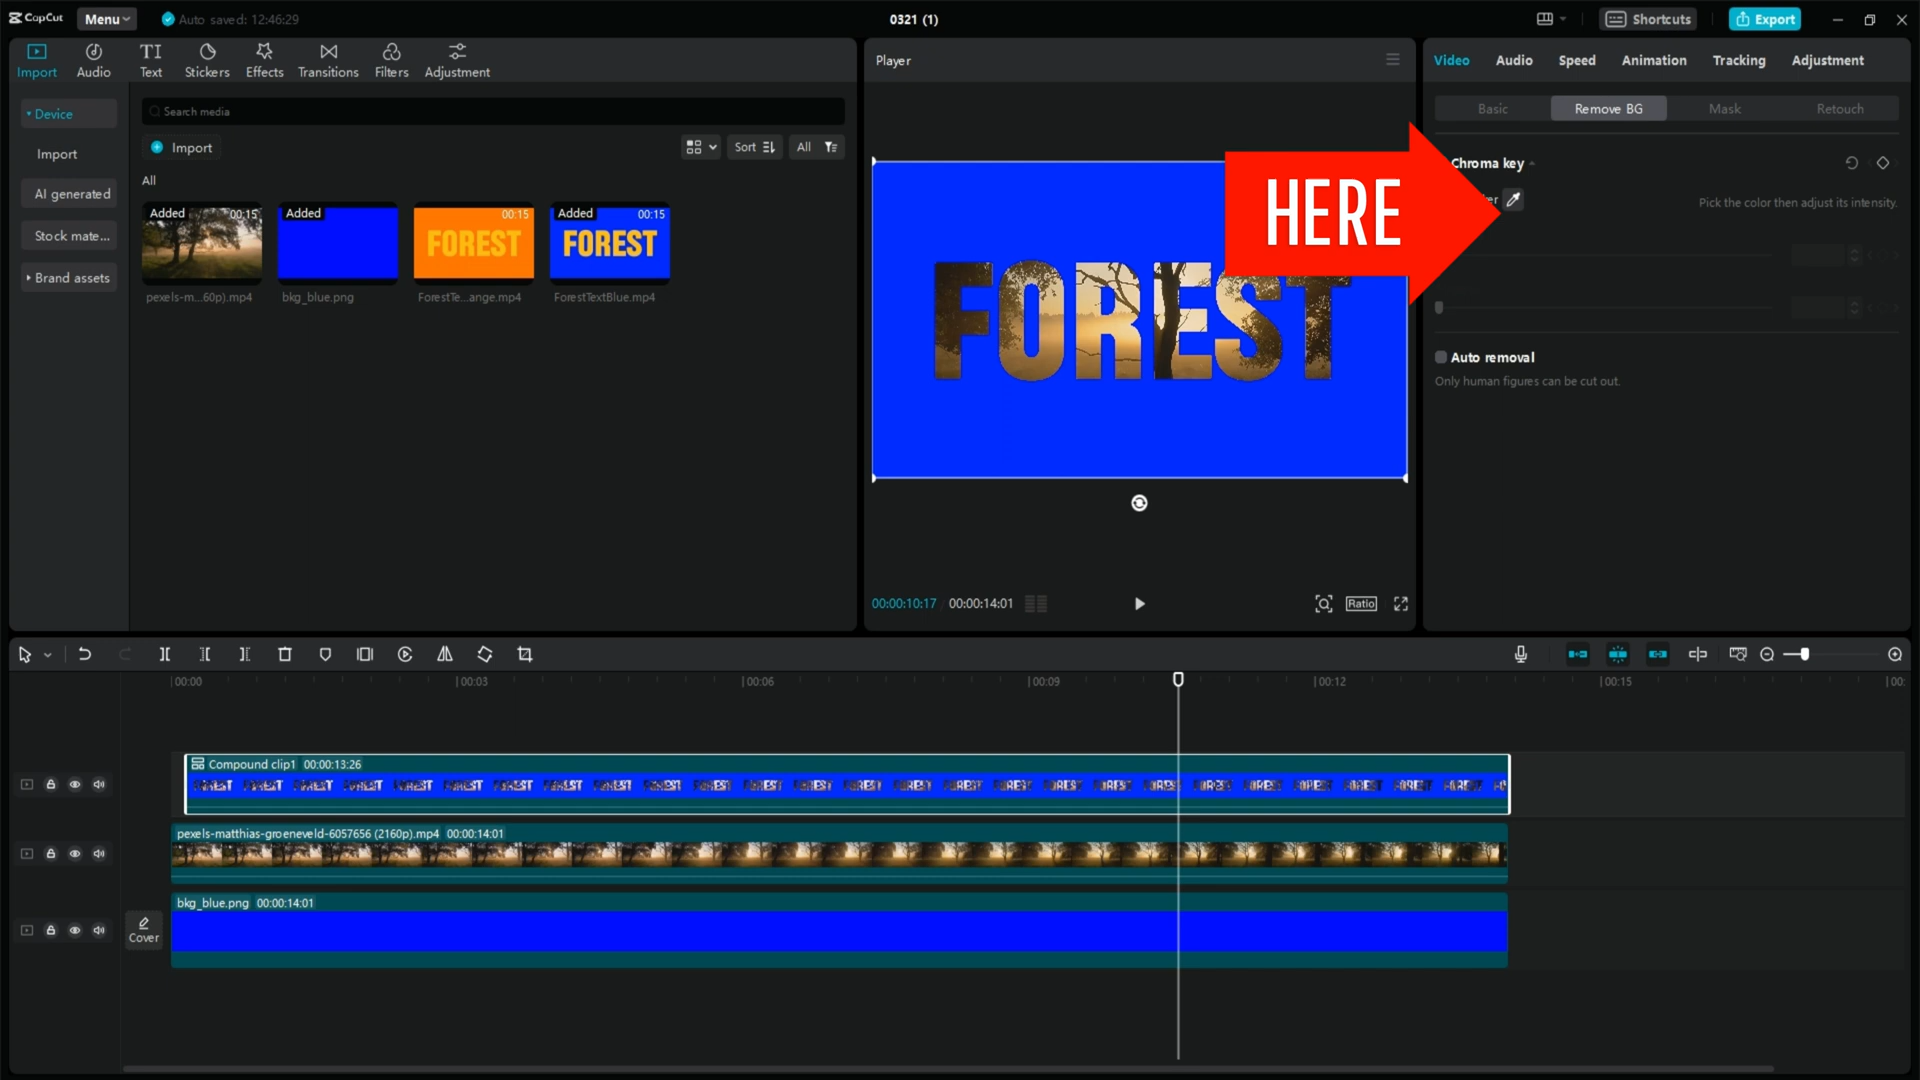 CapCut
Menu
Auto saved: 12:46:29
0321 (1)
Shortcuts
Export
Import
Audio
TI
Text
Stickers
Effects
Transitions
Filters
Adjustment
Player
Video
Audio
Speed
Animation
Tracking
Adjustment
Device
Search media
Basic
Remove BG
Mask
Retouch
Import
Import
Sort
All
Chroma key
AI generated
All
Pick the color then adjust its intensity.
HERE
Stock mate...
Added
00:15
Added
FOREST
00:15
Added
FOREST
00:15
Brand assets
pexels-m...60p).mp4
bkg_blue.png
ForestTe...ange.mp4
ForestTextBlue.mp4
FOREST
Auto removal
Only human figures can be cut out.
00:00:10:17
00:00:14:01
Ratio
00:00
00:03
00:06
00:09
00:12
00:15
00:
Compound clip1 00:00:13:26
pexels-matthias-groeneveld-6057656 (2160p).mp4 00:00:14:01
bkg_blue.png 00:00:14:01
Cover